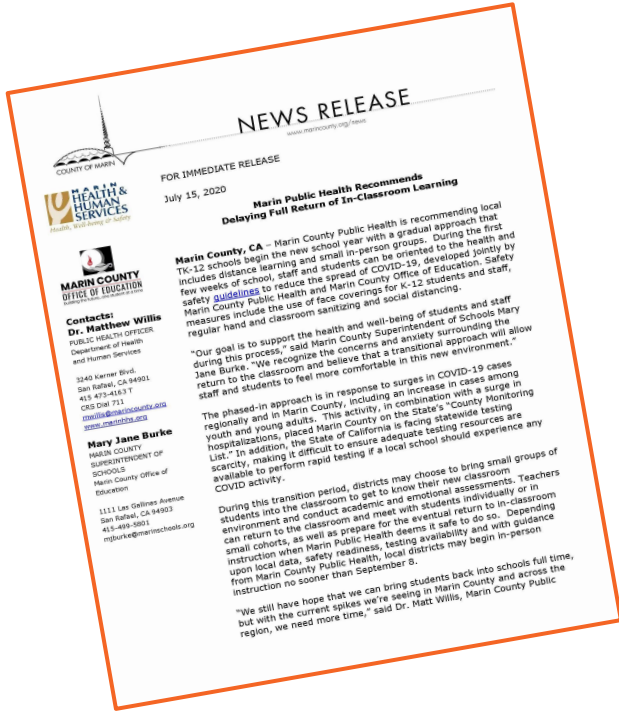 NEWS RELEASE
www.marincounty.org/news
COUNTY OF MARIN
FOR IMMEDIATE RELEASE
July 15, 2020
MARIN
HEALTH &
HUMAN
SERVICES
Health, Well-being & Safety
MARIN COUNTY
OFFICE OF EDUCATION
Contacts:
Dr. Matthew Willis
PUBLIC HEALTH OFFICER
Department of Health
and Human Services
3240 Kerner Blvd.
San Rafael, CA 94901
415 473-4163 T
CRS Dial 711
mwillis@marincounty.org
www.marinhhs.org
Mary Jane Burke
MARIN COUNTY
SUPERINTENDENT OF
SCHOOLS
Marin County Office of
Education
1111 Las Gallinas Avenue
San Rafael, CA 94903
415-499-5801
mjburke@marinschools.org
Marin Public Health Recommends
Delaying Full Return of In-Classroom Learning
Marin County, CA – Marin County Public Health is recommending local
TK-12 schools begin the new school year with a gradual approach that
includes distance learning and small in-person groups. During the first
few weeks of school, staff and students can be oriented to the health and
safety guidelines to reduce the spread of COVID-19, developed jointly by
Marin County Public Health and Marin County Office of Education. Safety
measures include the use of face coverings for K-12 students and staff,
regular hand and classroom sanitizing and social distancing.
"Our goal is to support the health and well-being of students and staff
during this process," said Marin County Superintendent of Schools Mary
Jane Burke. "We recognize the concerns and anxiety surrounding the
return to the classroom and believe that a transitional approach will allow
staff and students to feel more comfortable in this new environment."
The phased-in approach is in response to surges in COVID-19 cases
regionally and in Marin County, including an increase in cases among
youth and young adults. This activity, in combination with a surge in
hospitalizations, placed Marin County on the State's "County Monitoring
List." In addition, the State of California is facing statewide testing
scarcity, making it difficult to ensure adequate testing resources are
available to perform rapid testing if a local school should experience any
COVID activity.
During this transition period, districts may choose to bring small groups of
students into the classroom to get to know their new classroom
environment and conduct academic and emotional assessments. Teachers
can return to the classroom and meet with students individually or in
small cohorts, as well as prepare for the eventual return to in-classroom
instruction when Marin Public Health deems it safe to do so. Depending
upon local data, safety readiness, testing availability and with guidance
from Marin County Public Health, local districts may begin in-person
instruction no sooner than September 8.
"We still have hope that we can bring students back into schools full time,
but with the current spikes we're seeing in Marin County and across the
region, we need more time," said Dr. Matt Willis, Marin County Public